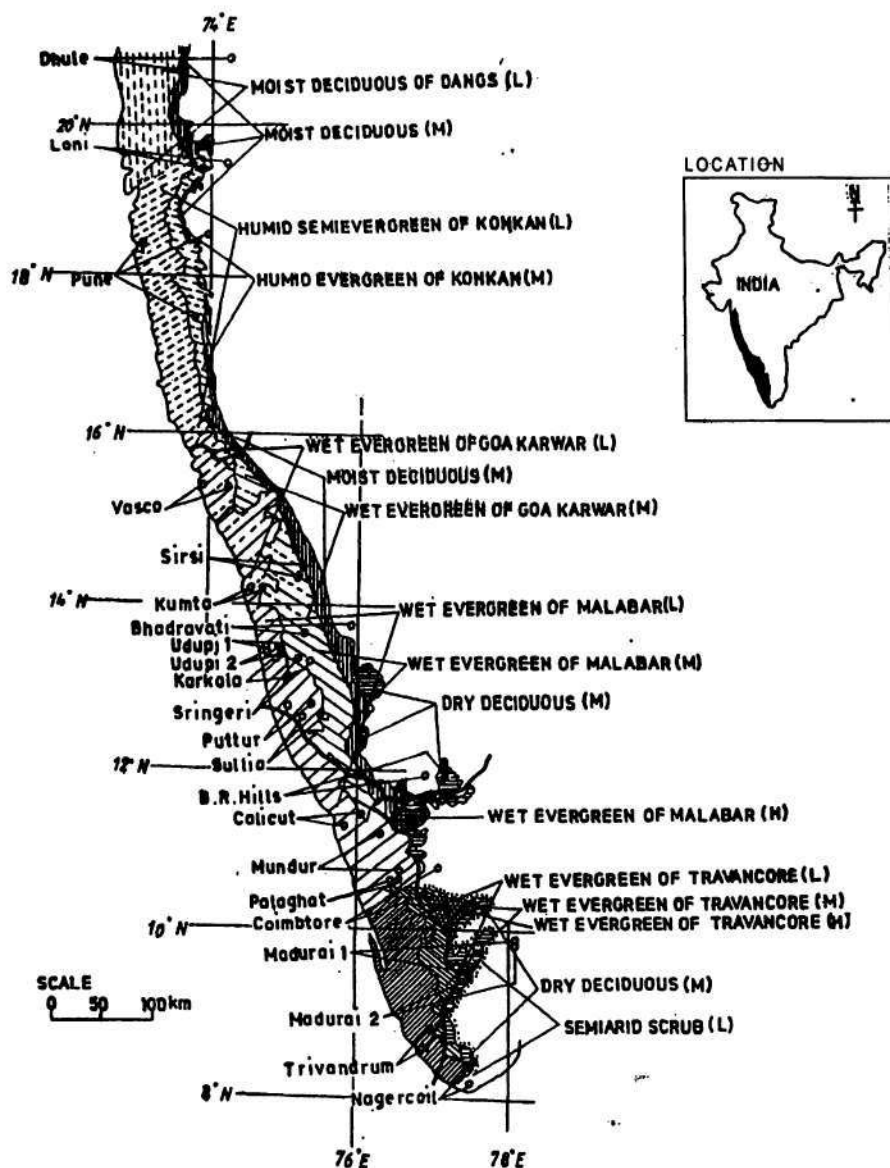 74°E
Dhule
MOIST DECIDUOUS OF DANGS (L)
20°N
MOIST DECIDUOUS (M)
Loni
LOCATION
N
INDIA
HUMID SEMIEVERGREEN OF KONKAN (L)
18°N
Pune
HUMID EVERGREEN OF KONKAN (M)
16°N
WET EVERGREEN OF GOA KARWAR (L)
MOIST DECIDUOUS (M)
Vasco
WET EVERGREEN OF GOA KARWAR (M)
Sirsi
14°N
Kumta
WET EVERGREEN OF MALABAR (L)
Bhadravati
Udupi 1
Udupi 2
WET EVERGREEN OF MALABAR (M)
Karkala
DRY DECIDUOUS (M)
Sringeri
Puttur
Sullia
12°N
B.R.Hills
Calicut
WET EVERGREEN OF MALABAR (H)
Mundur
WET EVERGREEN OF TRAVANCORE (L)
Palaghat
WET EVERGREEN OF TRAVANCORE (M)
Coimbtore
WET EVERGREEN OF TRAVANCORE (H)
10°N
Madurai 1
SCALE
0 50 100 km
DRY DECIDUOUS (M)
Madurai 2
SEMIARID SCRUB (L)
Trivandrum
8°N
Nagercoil
76°E
78°E